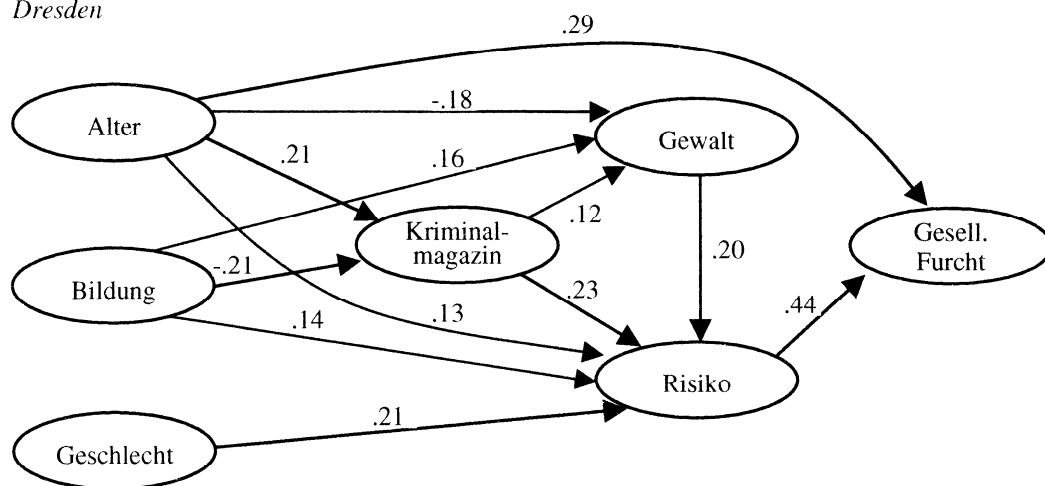 Dresden
.29
Alter
-.18
Gewalt
.21
.16
Kriminal-
magazin
.12
Gesell.
Furcht
.20
Bildung
-.21
.23
.14
.13
.44
Risiko
Geschlecht
.21